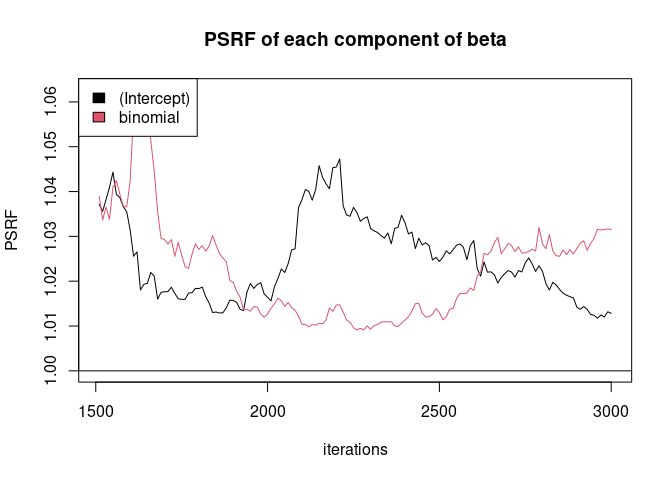 PSRF of each component of beta
(Intercept)
binomial
PSRF
1.06
1.05
1.04
1.03
1.02
1.01
1.00
1500 2000 2500 3000
iterations